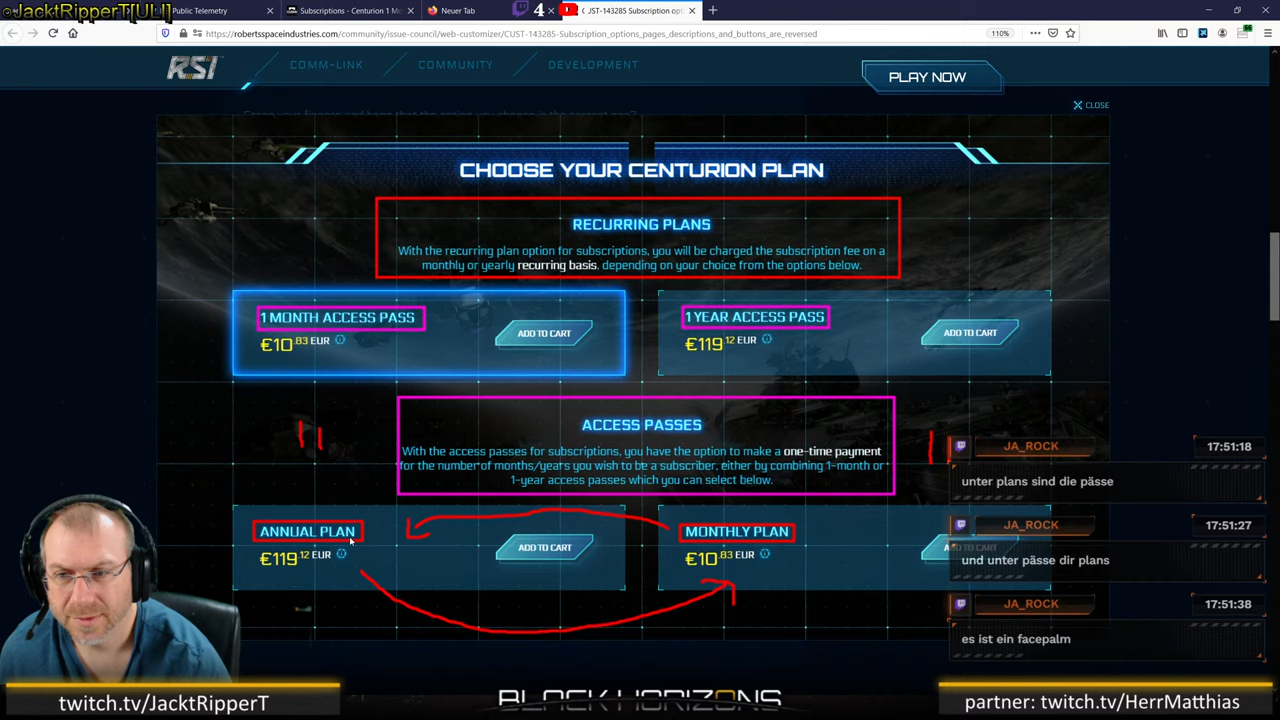 @JacktRipperT[ULI]
Public Telemetry
Subscriptions - Centurion 1 Mo
Neuer Tab
4
JST-143285 Subscription opt
https://robertsspaceindustries.com/community/issue-council/web-customizer/CUST-143285-Subscription_options_pages_descriptions_and_buttons_are_reversed
110%
66
RSI
COMM-LINK
COMMUNITY
DEVELOPMENT
PLAY NOW
CLOSE
CHOOSE YOUR CENTURION PLAN
RECURRING PLANS
With the recurring plan option for subscriptions, you will be charged the subscription fee on a
monthly or yearly recurring basis, depending on your choice from the options below.
1 MONTH ACCESS PASS
€10.83 EUR
ADD TO CART
1 YEAR ACCESS PASS
€119.12 EUR
ADD TO CART
ACCESS PASSES
With the access passes for subscriptions, you have the option to make a one-time payment
for the number of months/years you wish to be a subscriber, either by combining 1-month or
1-year access passes which you can select below.
ANNUAL PLAN
€119.12 EUR
ADD TO CART
MONTHLY PLAN
€10.83 EUR
ADD TO CART
JA_ROCK
17:51:18
unter plans sind die pässe
JA_ROCK
17:51:27
und unter pässe dir plans
JA_ROCK
17:51:38
es ist ein facepalm
BLACK HORIZONS
twitch.tv/JacktRipperT
partner: twitch.tv/HerrMatthias